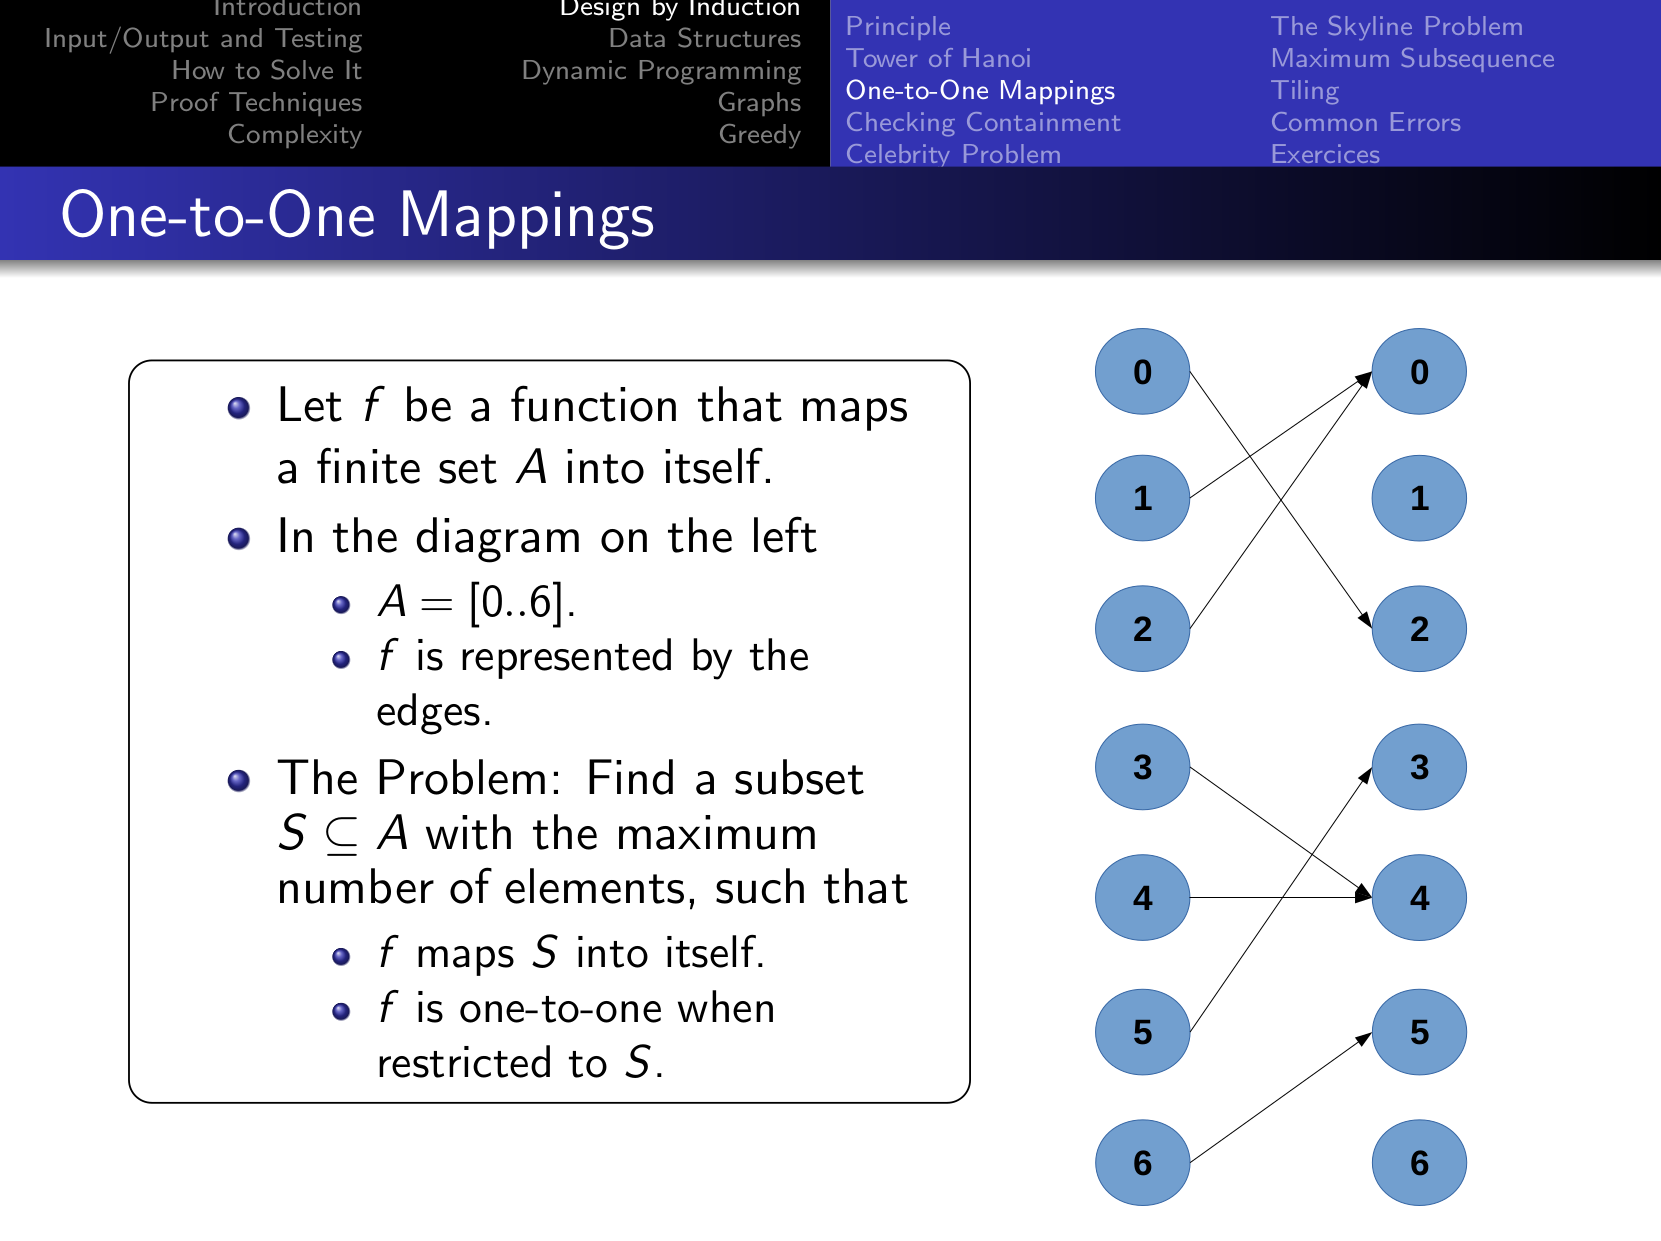 Introduction
Input/Output and Testing
How to Solve It
Proof Techniques
Complexity
Design by Induction
Data Structures
Dynamic Programming
Graphs
Greedy
Principle
Tower of Hanoi
One-to-One Mappings
Checking Containment
Celebrity Problem
The Skyline Problem
Maximum Subsequence
Tiling
Common Errors
Exercices
One-to-One Mappings
Let f be a function that maps
a finite set A into itself.
In the diagram on the left
A = [0..6].
f is represented by the
edges.
The Problem: Find a subset
S ⊆ A with the maximum
number of elements, such that
f maps S into itself.
f is one-to-one when
restricted to S.
0 0
1 1
2 2
3 3
4 4
5 5
6 6